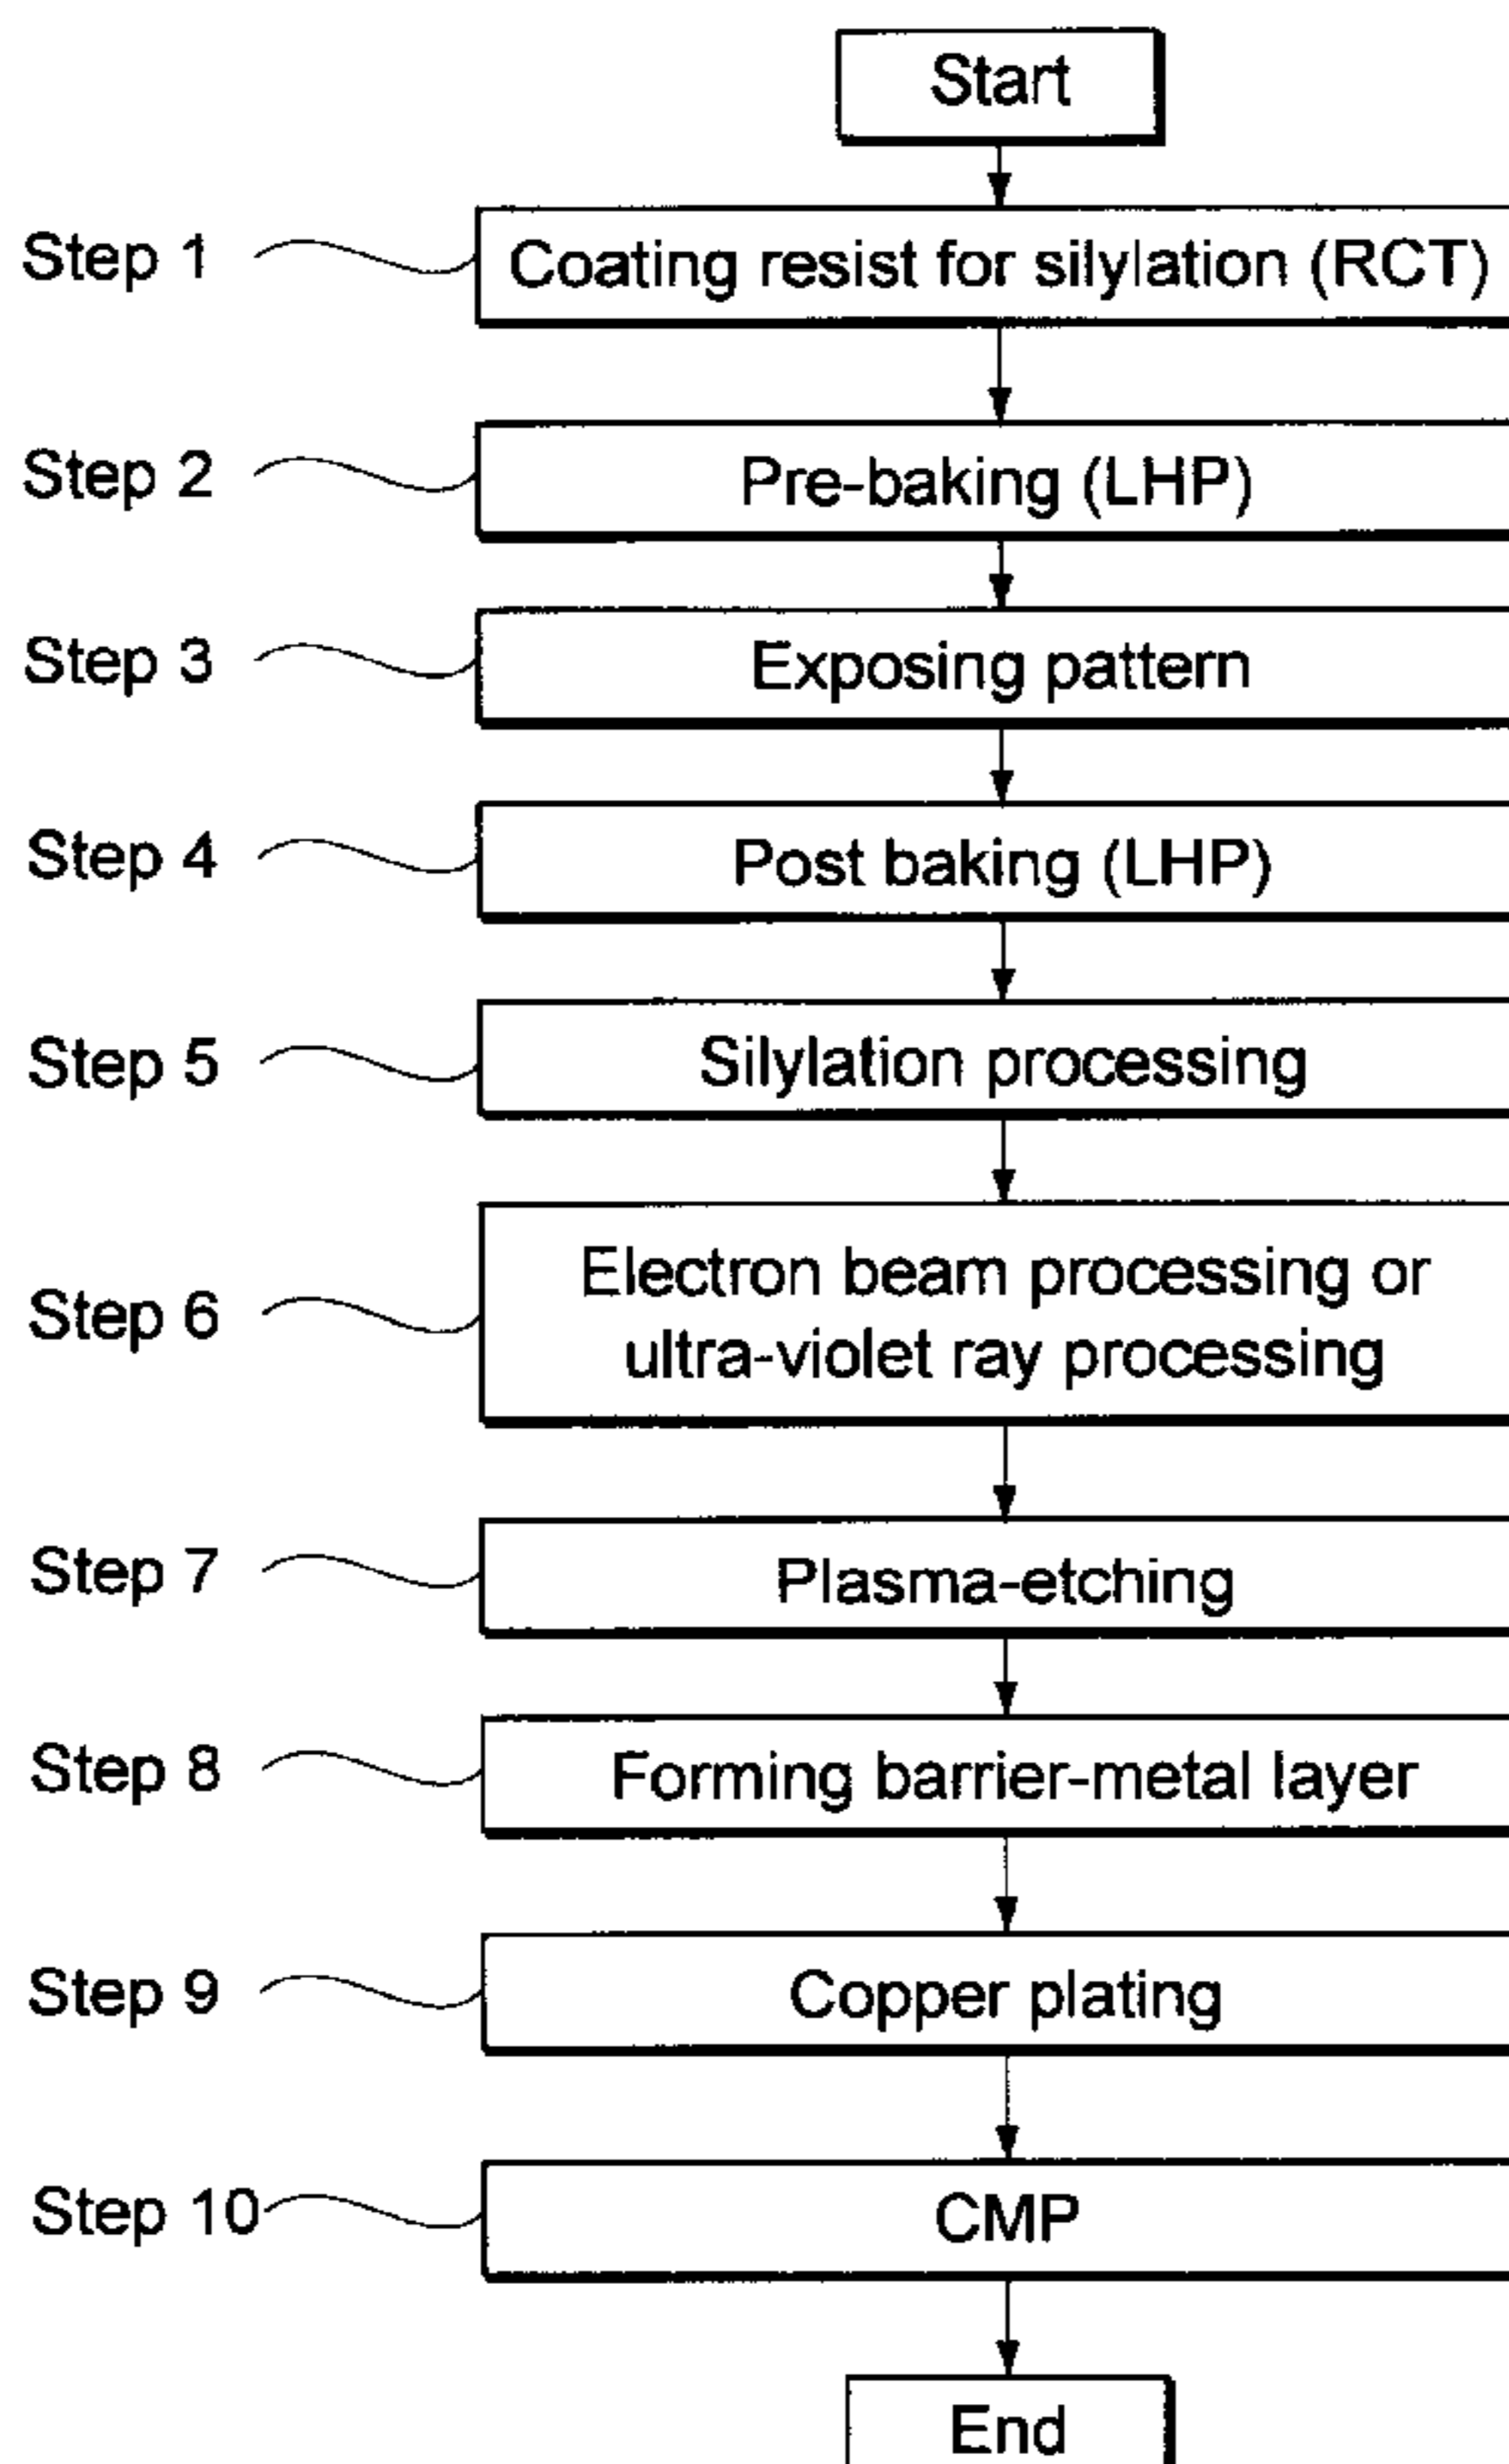 Start
Step 1 Coating resist for silylation (RCT)
Step 2 Pre-baking (LHP)
Step 3 Exposing pattern
Step 4 Post baking (LHP)
Step 5 Silylation processing
Step 6 Electron beam processing or
ultra-violet ray processing
Step 7 Plasma-etching
Step 8 Forming barrier-metal layer
Step 9 Copper plating
Step 10 CMP
End